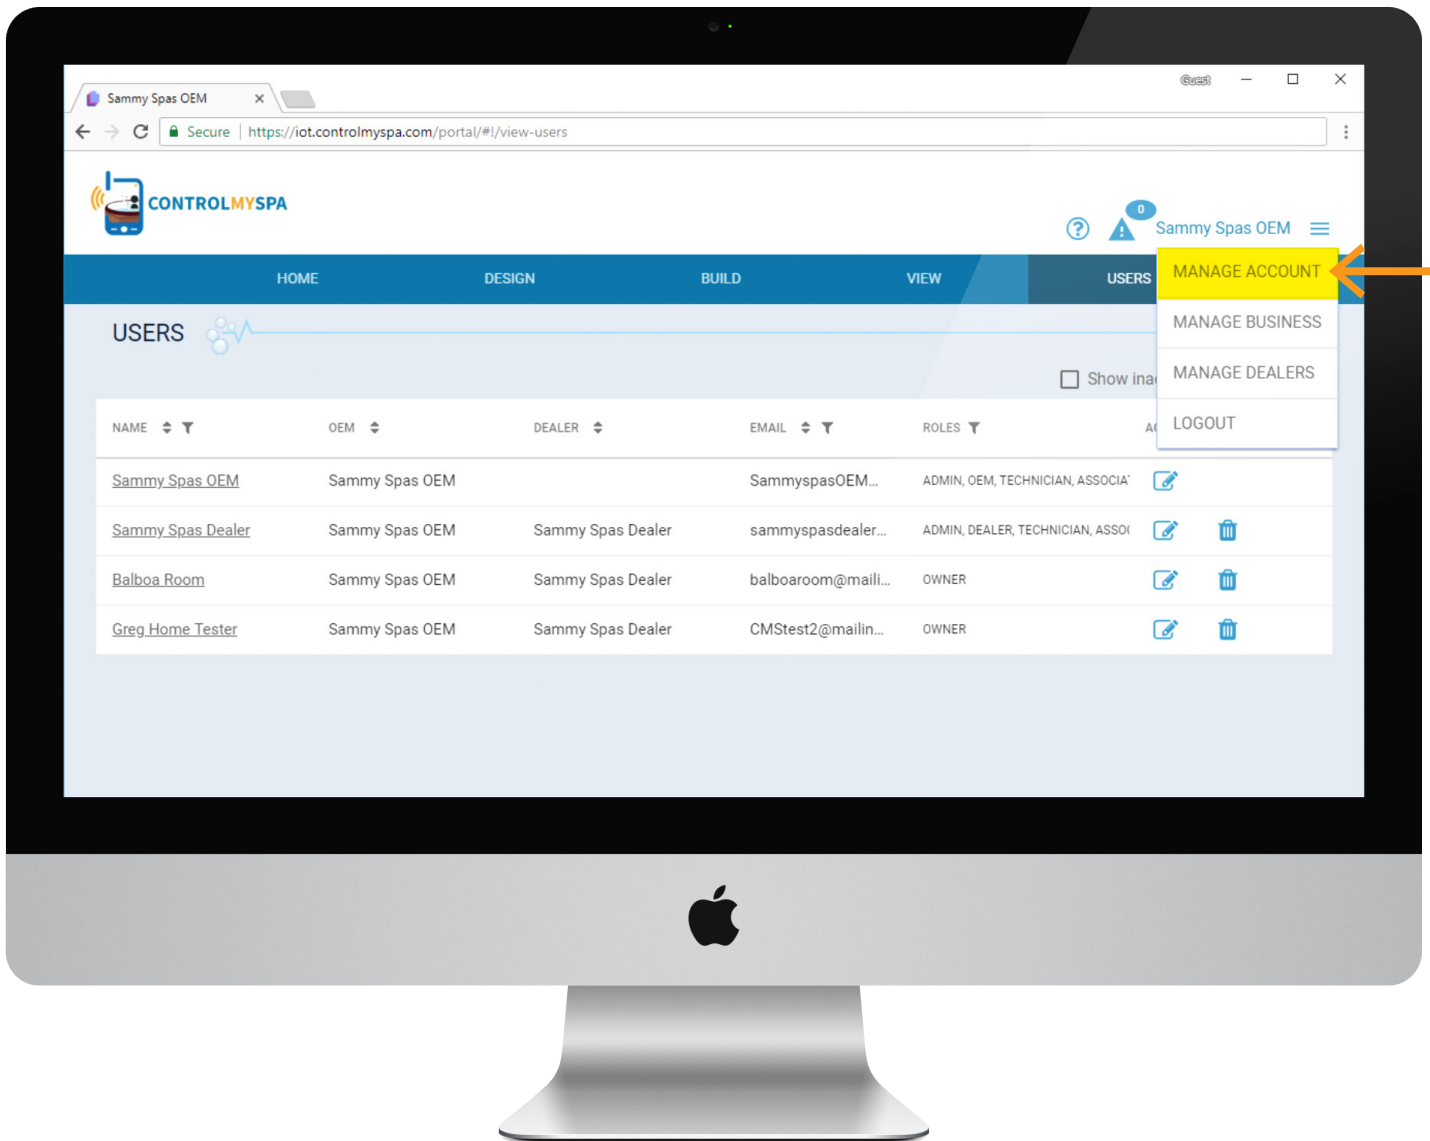 Guest
Sammy Spas OEM
Secure | https://iot.controlmyspa.com/portal/#!/view-users
CONTROLMYSPA
0
? Sammy Spas OEM
HOME DESIGN BUILD VIEW USERS
MANAGE ACCOUNT
MANAGE BUSINESS
MANAGE DEALERS
LOGOUT
USERS
Show ina
NAME OEM DEALER EMAIL ROLES AC
Sammy Spas OEM Sammy Spas OEM SammyspasOEM... ADMIN, OEM, TECHNICIAN, ASSOCIAT
Sammy Spas Dealer Sammy Spas OEM Sammy Spas Dealer sammyspasdealer... ADMIN, DEALER, TECHNICIAN, ASSO
Balboa Room Sammy Spas OEM Sammy Spas Dealer balboaroom@maili... OWNER
Greg Home Tester Sammy Spas OEM Sammy Spas Dealer CMStest2@mailin... OWNER